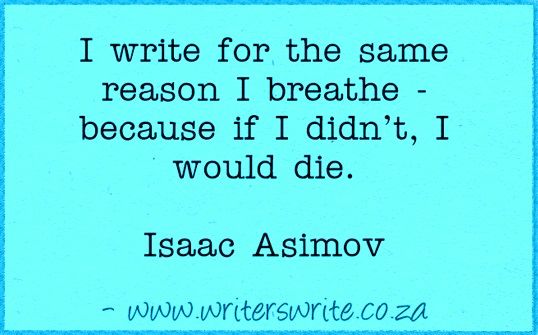 I write for the same
reason I breathe -
because if I didn't, I
would die.
Isaac Asimov
- www.writerswrite.co.za